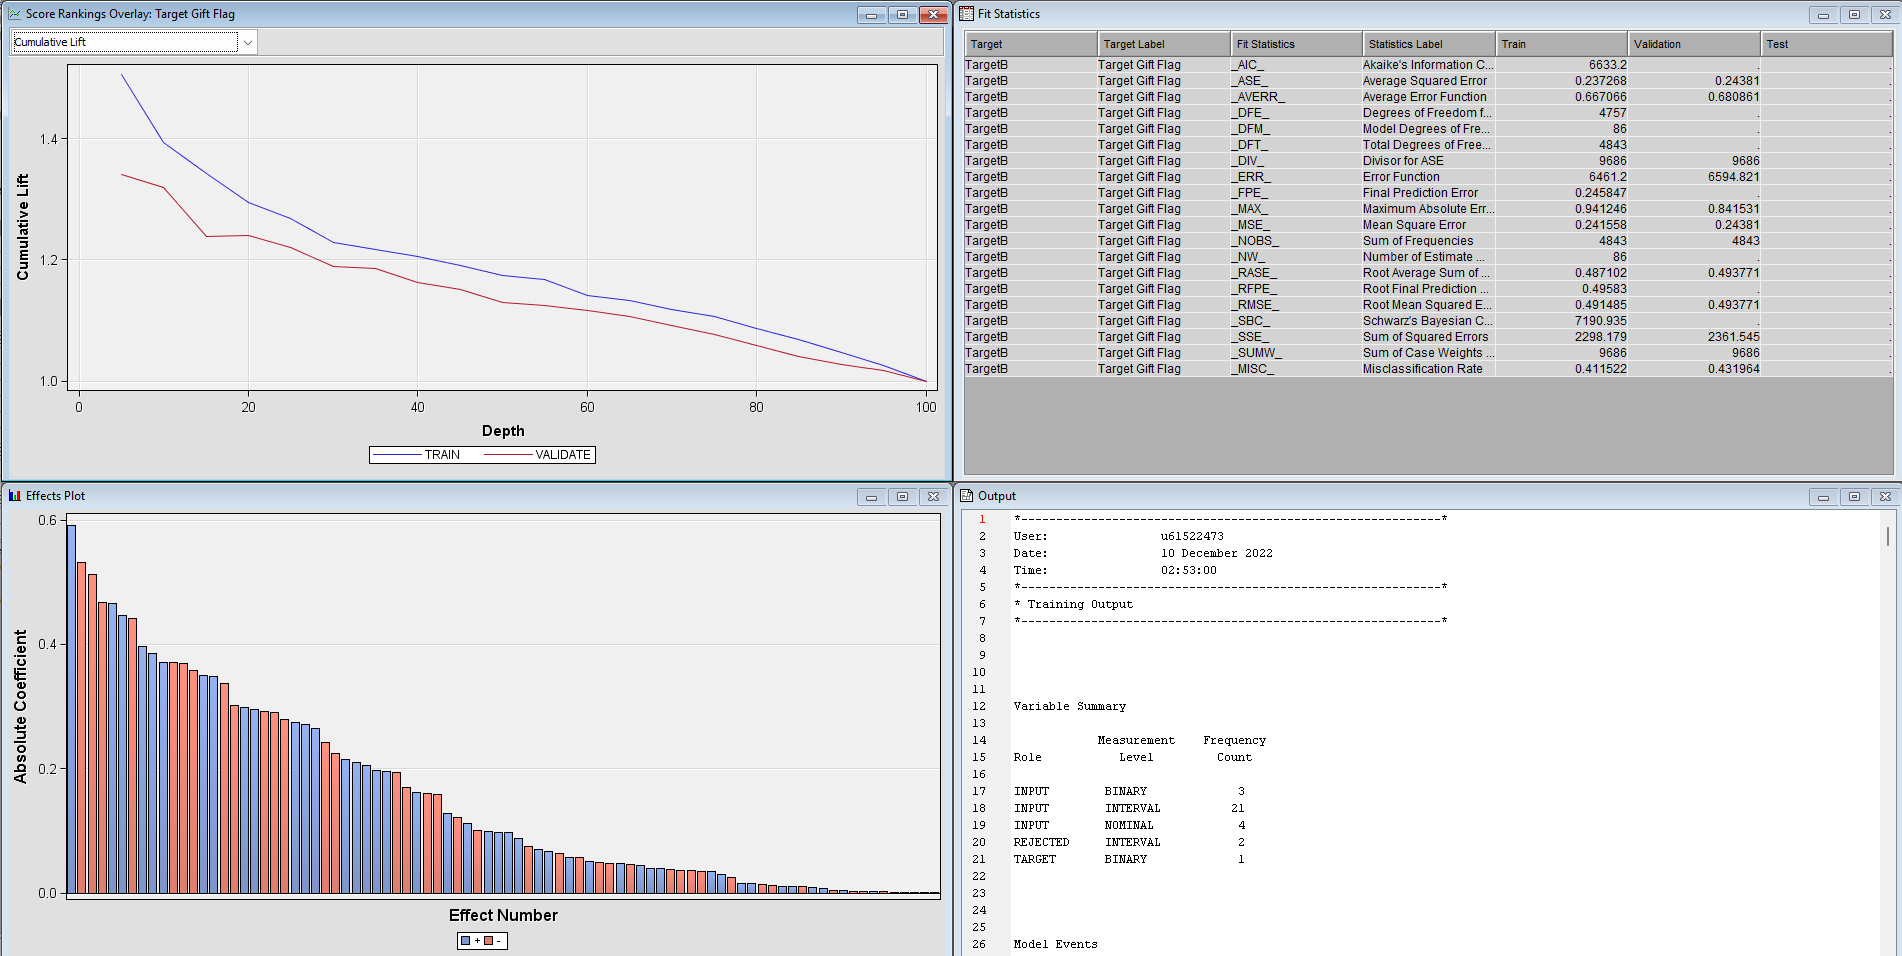 Score Rankings Overlay: Target Gift Flag
Cumulative Lift
1.4
1.2
1.0
Cumulative Lift
0 20 40 60 80 100
Depth
TRAIN VALIDATE
Fit Statistics
Target Target Label Fit Statistics Statistics Label Train Validation Test
TargetB Target Gift Flag _AIC_ Akaike's Information C... 6633.2 . .
TargetB Target Gift Flag _ASE_ Average Squared Error 0.237268 0.24381 .
TargetB Target Gift Flag _AVERR_ Average Error Function 0.667066 0.680861 .
TargetB Target Gift Flag _DFE_ Degrees of Freedom f... 4757 . .
TargetB Target Gift Flag _DFM_ Model Degrees of Fre... 86 . .
TargetB Target Gift Flag _DFT_ Total Degrees of Free... 4843 . .
TargetB Target Gift Flag _DIV_ Divisor for ASE 9686 9686 .
TargetB Target Gift Flag _ERR_ Error Function 6461.2 6594.821 .
TargetB Target Gift Flag _FPE_ Final Prediction Error 0.245847 . .
TargetB Target Gift Flag _MAX_ Maximum Absolute Err... 0.941246 0.841531 .
TargetB Target Gift Flag _MSE_ Mean Square Error 0.241558 0.24381 .
TargetB Target Gift Flag _NOBS_ Sum of Frequencies 4843 4843 .
TargetB Target Gift Flag _NW_ Number of Estimate ... 86 . .
TargetB Target Gift Flag _RASE_ Root Average Sum of ... 0.487102 0.493771 .
TargetB Target Gift Flag _RFPE_ Root Final Prediction ... 0.49583 . .
TargetB Target Gift Flag _RMSE_ Root Mean Squared E... 0.491485 0.493771 .
TargetB Target Gift Flag _SBC_ Schwarz's Bayesian C... 7190.935 . .
TargetB Target Gift Flag _SSE_ Sum of Squared Errors 2298.179 2361.545 .
TargetB Target Gift Flag _SUMW_ Sum of Case Weights ... 9686 9686 .
TargetB Target Gift Flag _MISC_ Misclassification Rate 0.411522 0.431964 .
Effects Plot
0.6
0.4
0.2
0.0
Absolute Coefficient
Effect Number
+ -
Output
1 *------------------------------------------------------------*
2 User: u61522473
3 Date: 10 December 2022
4 Time: 02:53:00
5 *------------------------------------------------------------*
6 * Training Output
7 *------------------------------------------------------------*
8
9
10
11
12 Variable Summary
13
14 Measurement Frequency
15 Role Level Count
16
17 INPUT BINARY 3
18 INPUT INTERVAL 21
19 INPUT NOMINAL 4
20 REJECTED INTERVAL 2
21 TARGET BINARY 1
22
23
24
25
26 Model Events